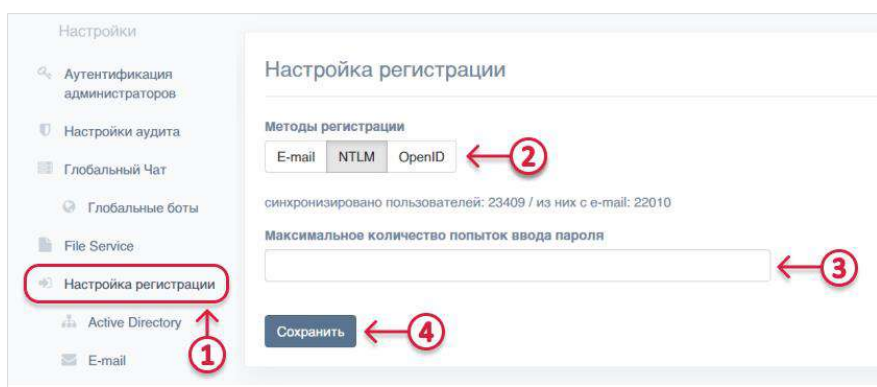 Настройки
Аутентификация
администраторов
Настройки аудита
Глобальный Чат
Глобальные боты
File Service
Настройка регистрации
Active Directory
1
E-mail
Настройка регистрации
Методы регистрации
E-mail NTLM OpenID
2
синхронизировано пользователей: 23409 / из них с e-mail: 22010
Максимальное количество попыток ввода пароля
3
Сохранить
4